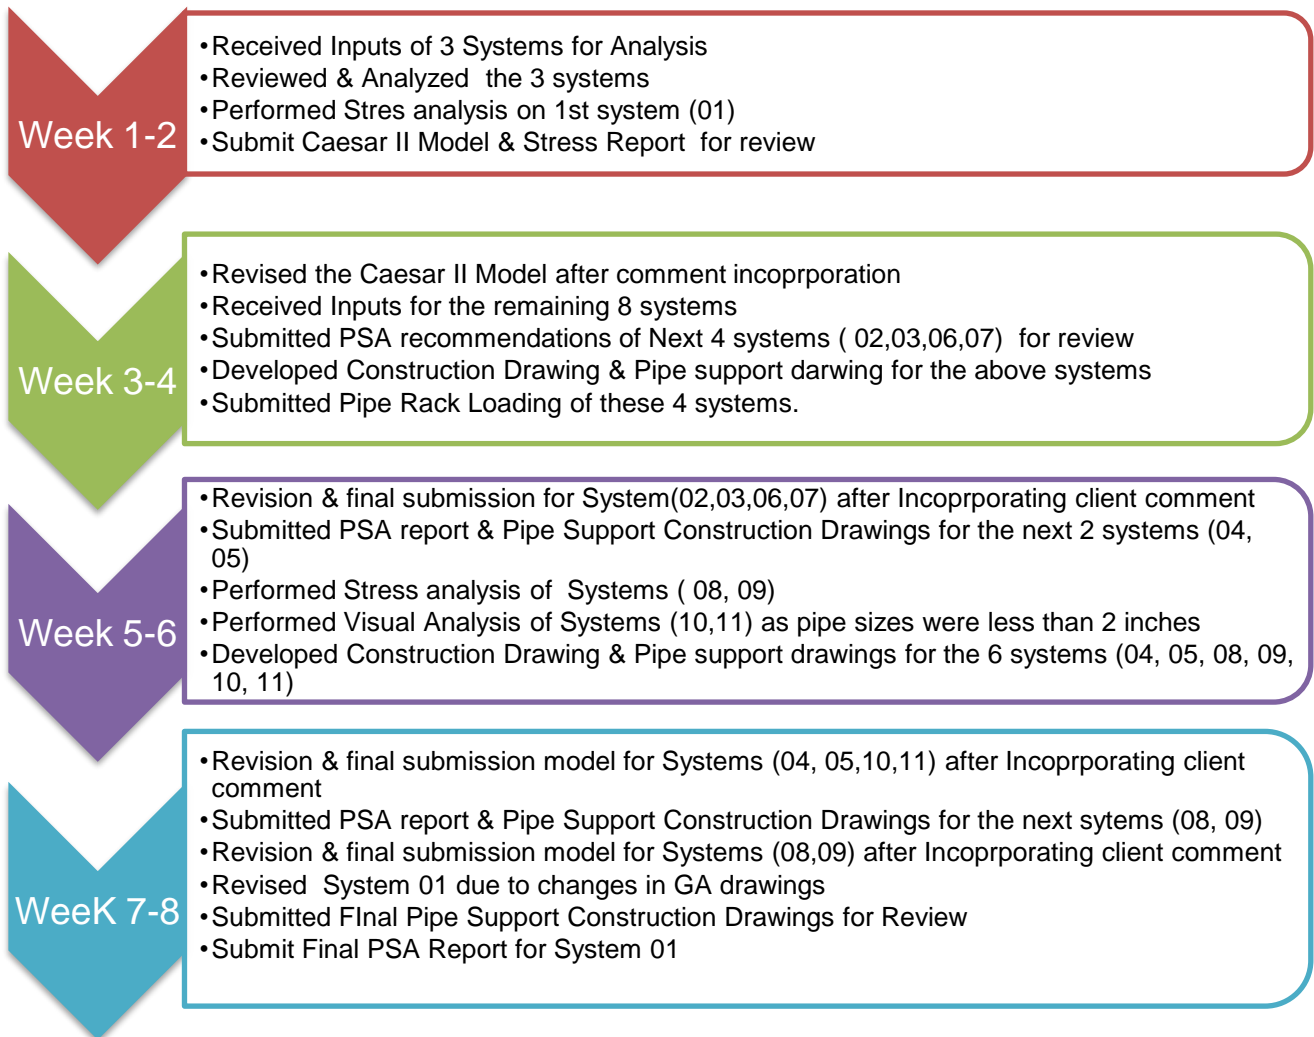 Week 1-2
•Received Inputs of 3 Systems for Analysis
•Reviewed & Analyzed the 3 systems
•Performed Stres analysis on 1st system (01)
•Submit Caesar II Model & Stress Report for review
Week 3-4
•Revised the Caesar II Model after comment incoprporation
•Received Inputs for the remaining 8 systems
•Submitted PSA recommendations of Next 4 systems ( 02,03,06,07) for review
•Developed Construction Drawing & Pipe support darwing for the above systems
•Submitted Pipe Rack Loading of these 4 systems.
Week 5-6
•Revision & final submission for System(02,03,06,07) after Incoprporating client comment
•Submitted PSA report & Pipe Support Construction Drawings for the next 2 systems (04,
05)
•Performed Stress analysis of Systems ( 08, 09)
•Performed Visual Analysis of Systems (10,11) as pipe sizes were less than 2 inches
•Developed Construction Drawing & Pipe support drawings for the 6 systems (04, 05, 08, 09,
10, 11)
WeeK 7-8
•Revision & final submission model for Systems (04, 05,10,11) after Incoprporating client
comment
•Submitted PSA report & Pipe Support Construction Drawings for the next sytems (08, 09)
•Revision & final submission model for Systems (08,09) after Incoprporating client comment
•Revised System 01 due to changes in GA drawings
•Submitted FInal Pipe Support Construction Drawings for Review
•Submit Final PSA Report for System 01